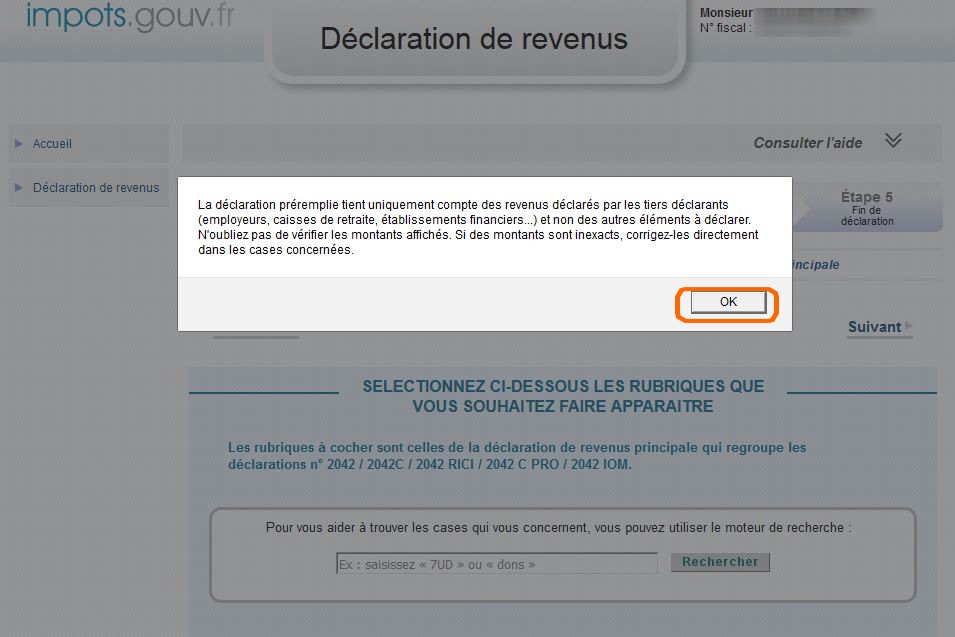 impots.gouv.fr
Déclaration de revenus
Monsieur
N° fiscal :
Accueil
Déclaration de revenus
Consulter l'aide
Étape 5
Fin de
déclaration
La déclaration préremplie tient uniquement compte des revenus déclarés par les tiers déclarants
(employeurs, caisses de retraite, établissements financiers...) et non des autres éléments à déclarer.
N'oubliez pas de vérifier les montants affichés. Si des montants sont inexacts, corrigez-les directement
dans les cases concernées.
incipale
OK
Suivant
SELECTIONNEZ CI-DESSOUS LES RUBRIQUES QUE
VOUS SOUHAITEZ FAIRE APPARAITRE
Les rubriques à cocher sont celles de la déclaration de revenus principale qui regroupe les
déclarations n° 2042 / 2042C / 2042 RICI / 2042 C PRO / 2042 IOM.
Pour vous aider à trouver les cases qui vous concernent, vous pouvez utiliser le moteur de recherche :
Ex : saisissez « 7UD » ou « dons »
Rechercher